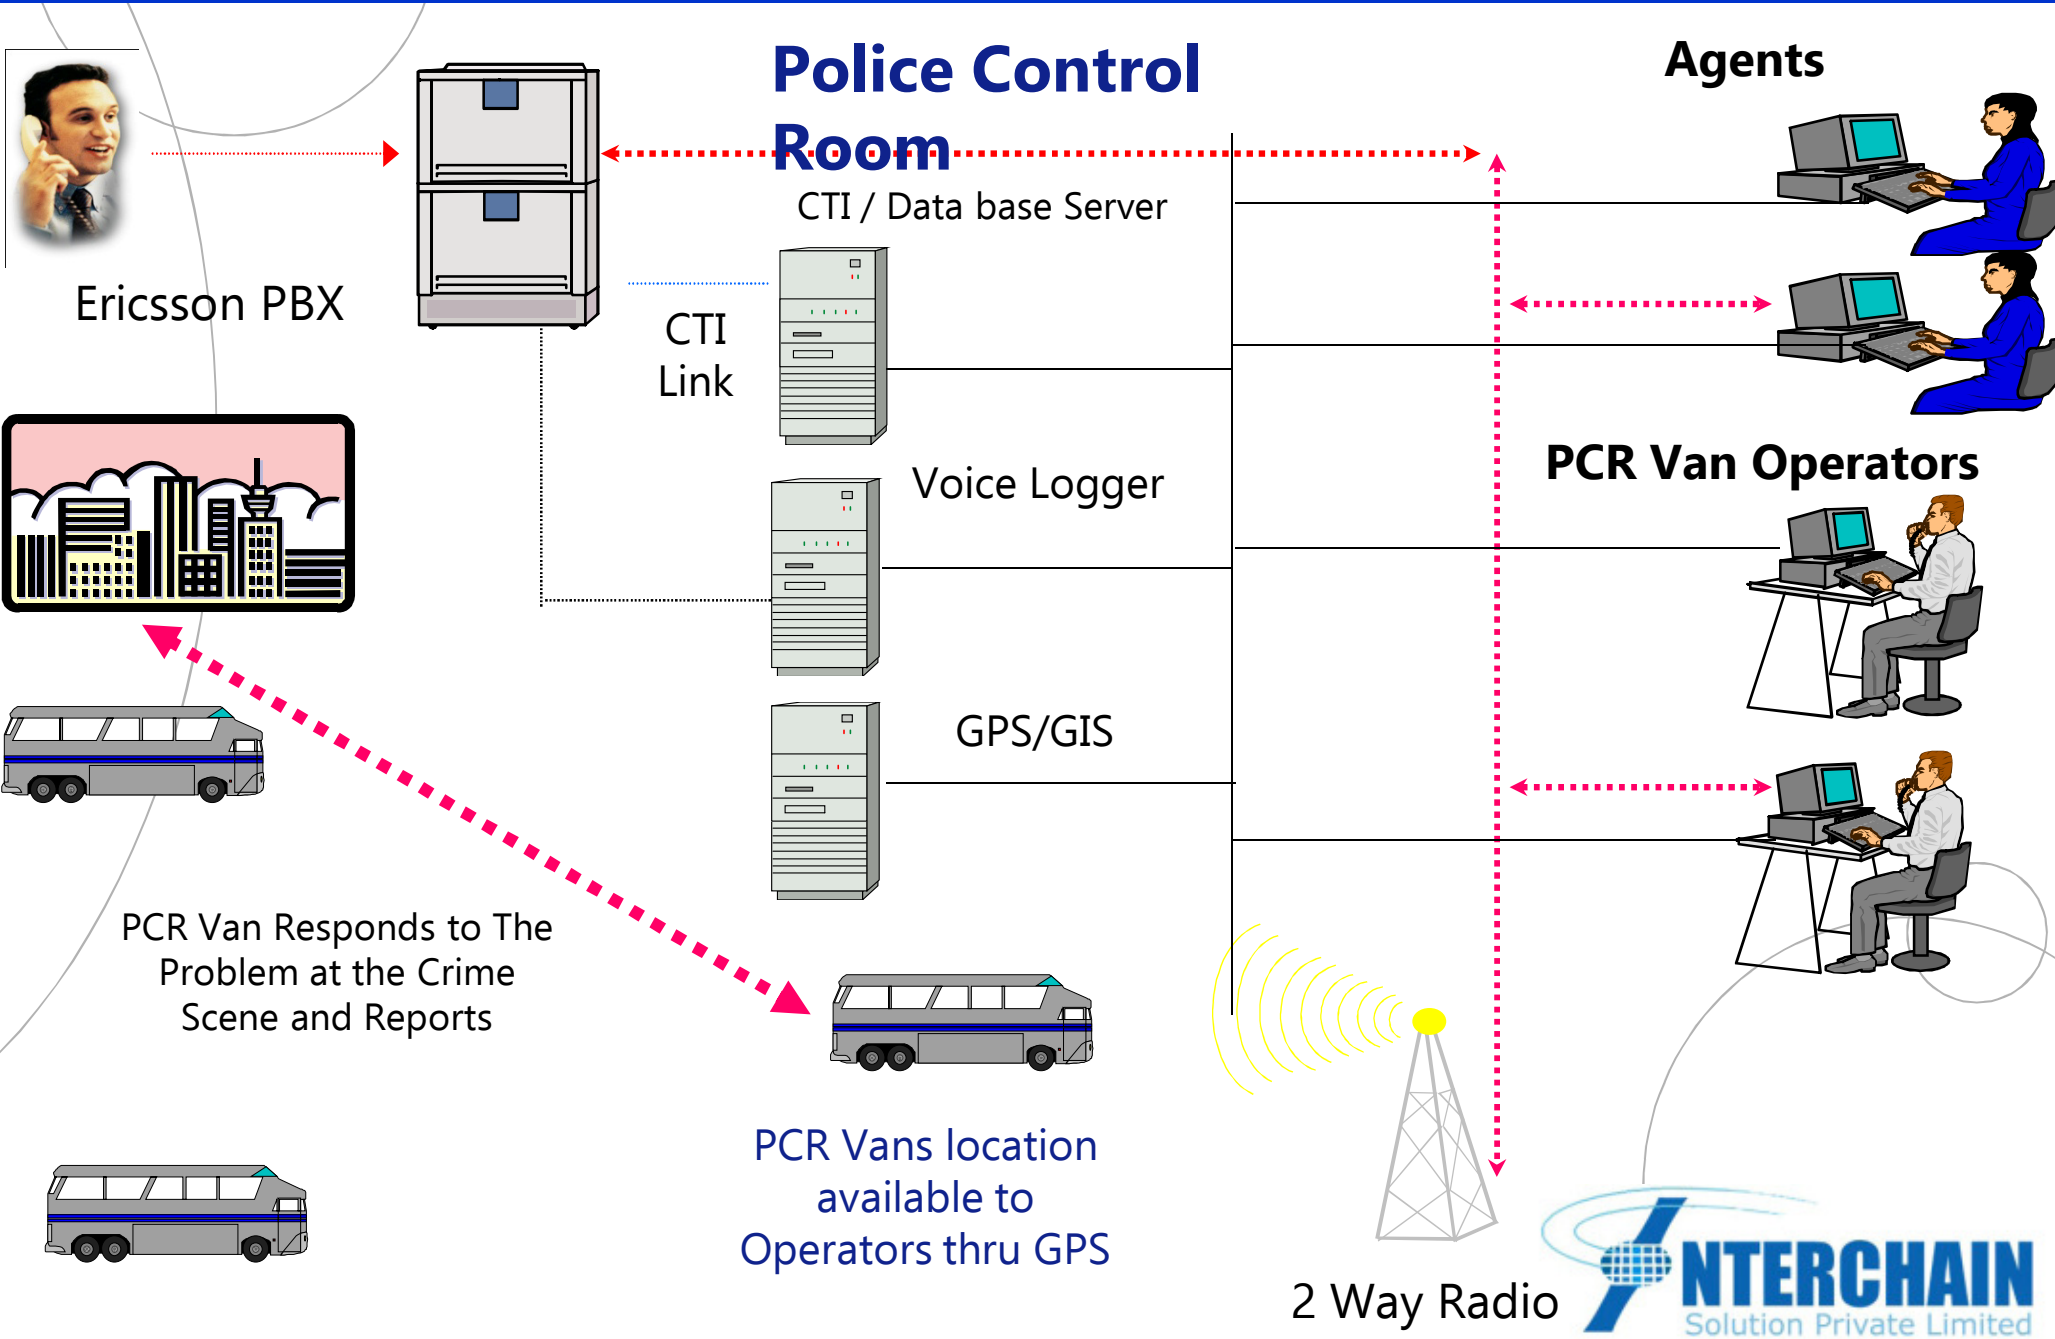 Police Control
Room
Agents
CTI / Data base Server
Ericsson PBX
CTI
Link
Voice Logger
PCR Van Operators
GPS/GIS
PCR Van Responds to The
Problem at the Crime
Scene and Reports
PCR Vans location
available to
Operators thru GPS
2 Way Radio
INTERCHAIN
Solution Private Limited